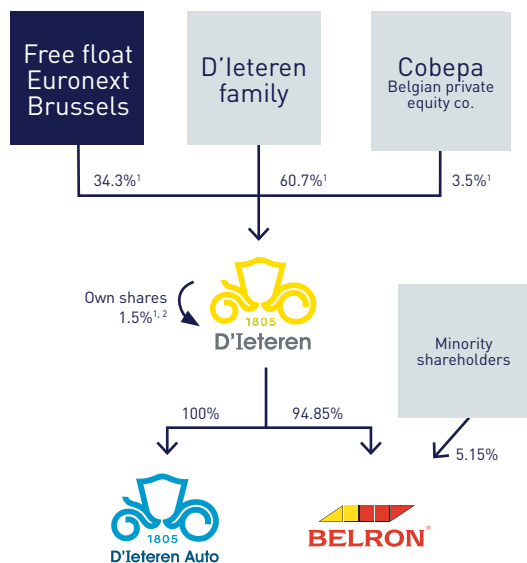 Free float
Euronext
Brussels
D'Ieteren
family
Cobepa
Belgian private
equity co.
34.3%¹
60.7%¹
3.5%¹
Own shares
1.5%¹˒ ²
1805
D'Ieteren
Minority
shareholders
100%
94.85%
5.15%
1805
D'Ieteren Auto
BELRON®